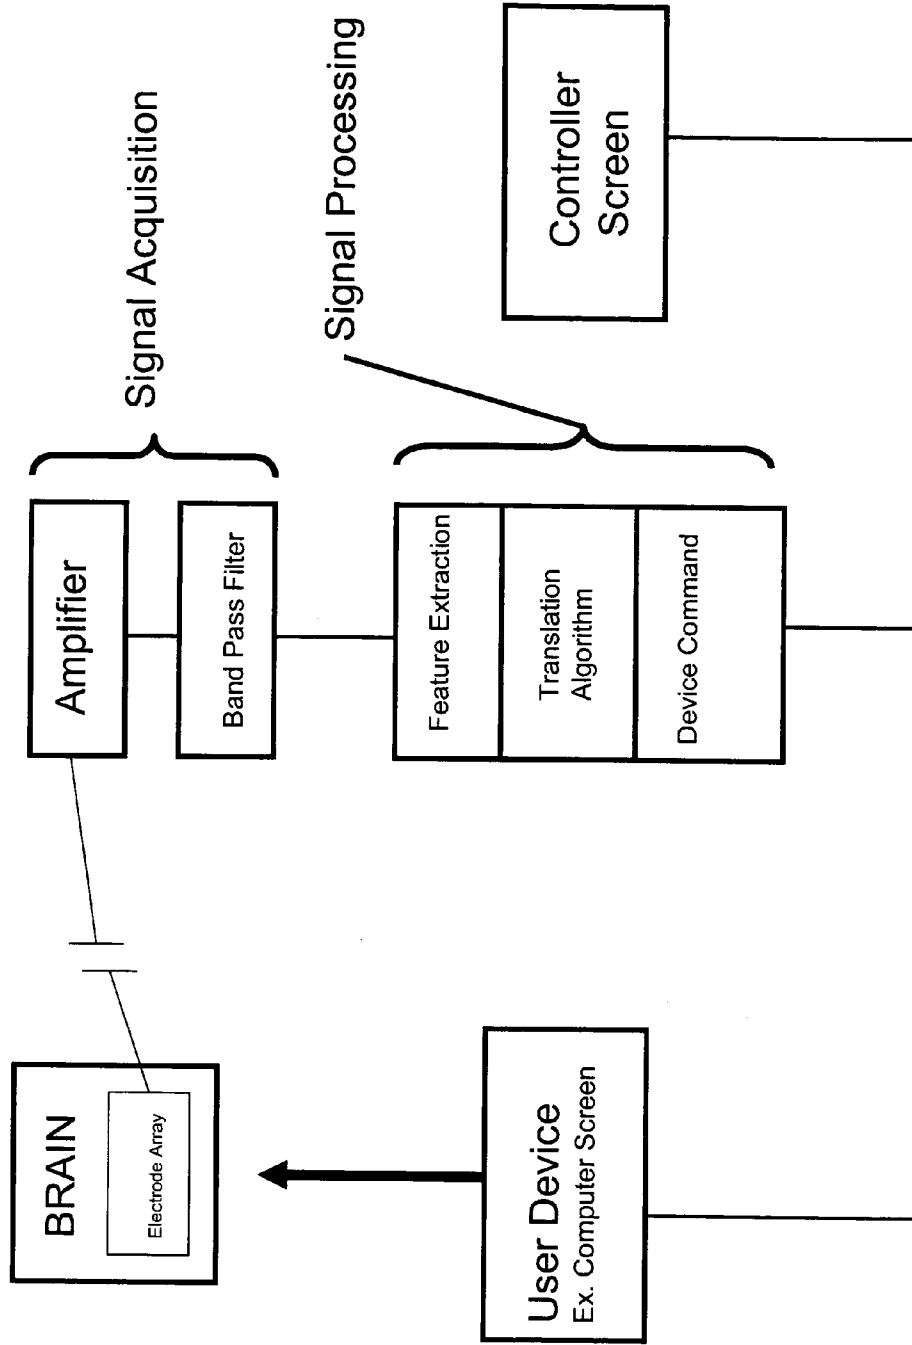 BRAIN
Electrode Array
Amplifier
Band Pass Filter
Signal Acquisition
Feature Extraction
Translation
Algorithm
Device Command
Signal Processing
User Device
Ex. Computer Screen
Controller
Screen